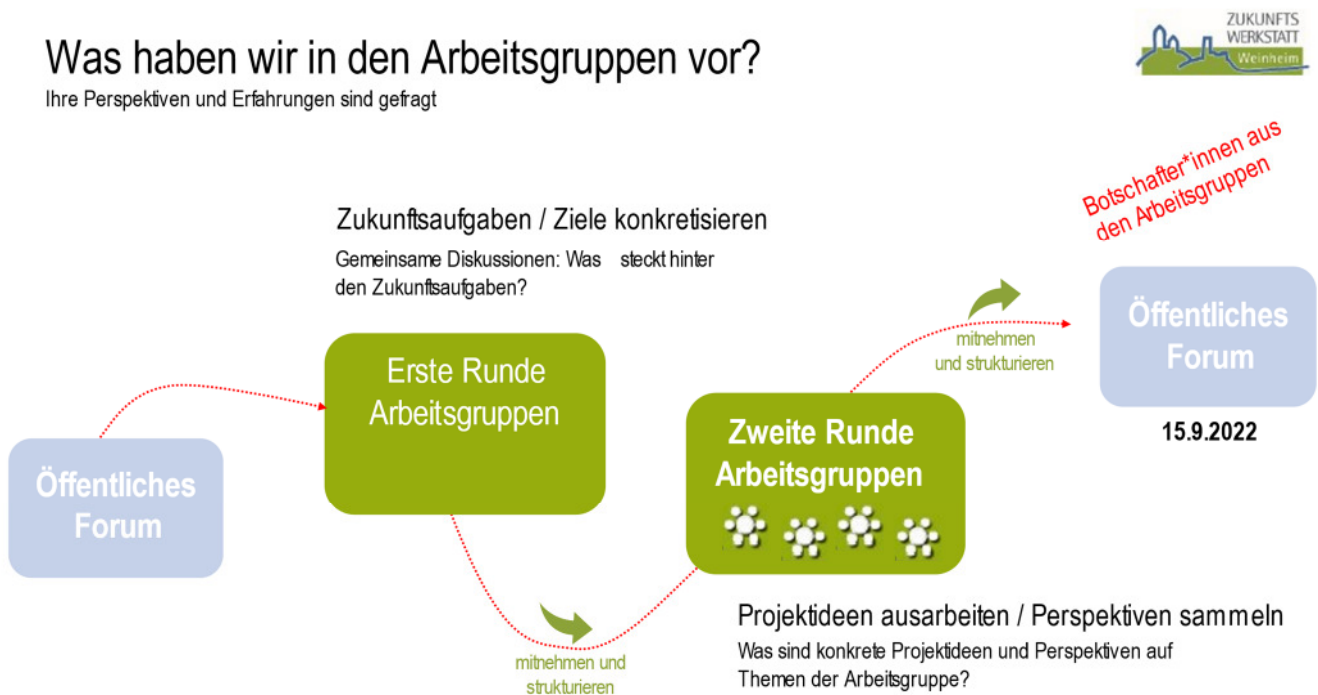 Was haben wir in den Arbeitsgruppen vor?
Ihre Perspektiven und Erfahrungen sind gefragt
ZUKUNFTS
WERKSTATT
Weinheim
Botschafter*innen aus
den Arbeitsgruppen
Zukunftsaufgaben / Ziele konkretisieren
Gemeinsame Diskussionen: Was steckt hinter
den Zukunftsaufgaben?
Öffentliches
Forum
Erste Runde
Arbeitsgruppen
mitnehmen und
strukturieren
Zweite Runde
Arbeitsgruppen
mitnehmen
und strukturieren
Öffentliches
Forum
15.9.2022
Projektideen ausarbeiten / Perspektiven sammeln
Was sind konkrete Projektideen und Perspektiven auf
Themen der Arbeitsgruppe?